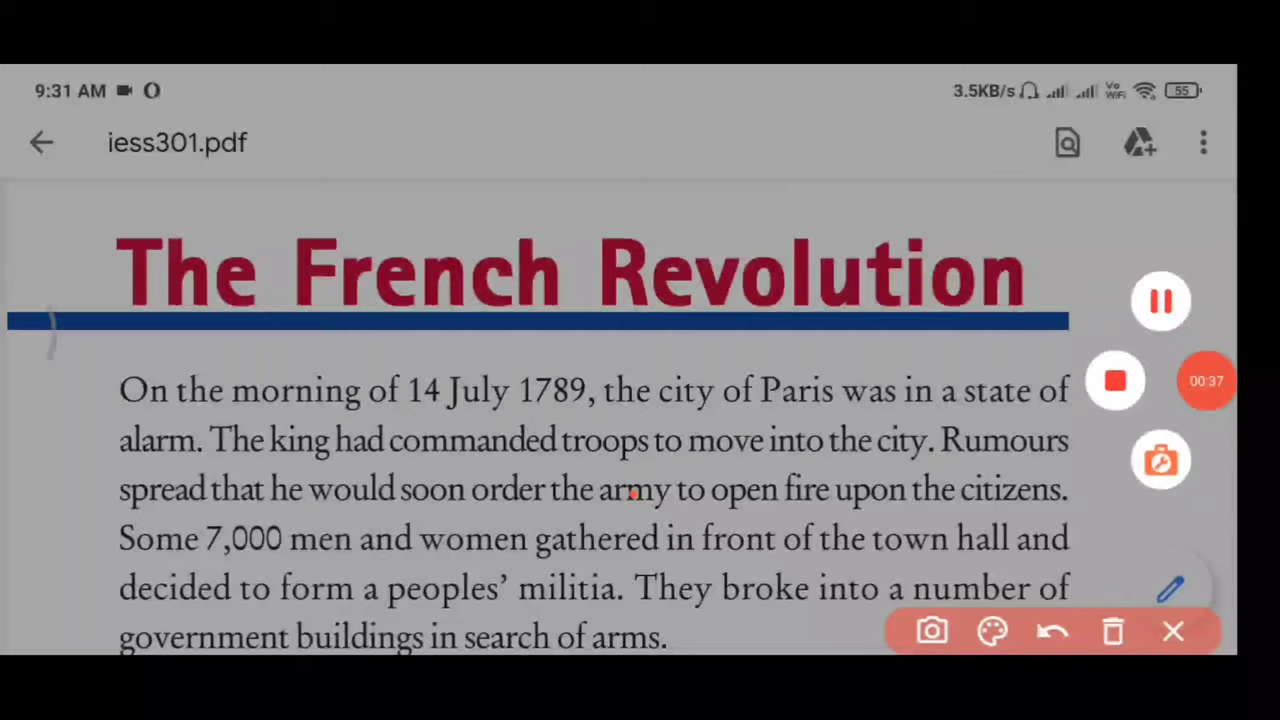 9:31 AM
3.5KB/s Vo WiFi 55
iess301.pdf
The French Revolution
On the morning of 14 July 1789, the city of Paris was in a state of
alarm. The king had commanded troops to move into the city. Rumours
spread that he would soon order the army to open fire upon the citizens.
Some 7,000 men and women gathered in front of the town hall and
decided to form a peoples’ militia. They broke into a number of
government buildings in search of arms.
00:37